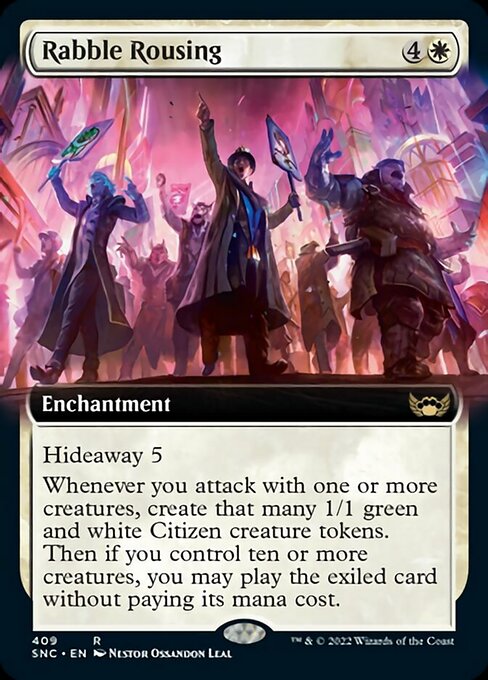 Rabble Rousing 4
Enchantment
Hideaway 5
Whenever you attack with one or more
creatures, create that many 1/1 green
and white Citizen creature tokens.
Then if you control ten or more
creatures, you may play the exiled card
without paying its mana cost.
409 R
SNC • EN Nestor Ossandon Leal
™ & © 2022 Wizards of the Coast